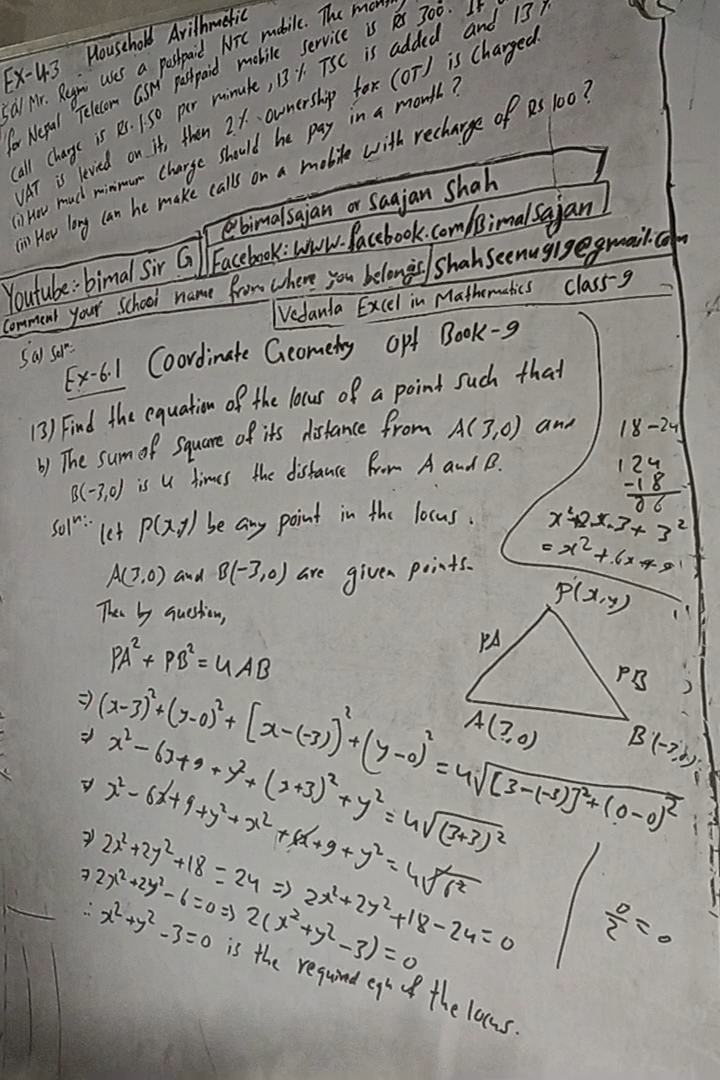 EX-4.3 Household Arithmetic
5a) Mr. Regmi uses a postpaid NTC mobile. The
for Nepal Telecom GSM postpaid mobile service is RS 300. If
Call charge is RS. 1.50 per minute, 13% TSC is added and 13%
VAT is levied on it, then 2% ownership tax (OT) is charged.
(i) How much minimum charge should he pay in a month?
(ii) How long can he make calls on a mobile with recharge of RS 100?
@bimalsajan or Saajan Shah
Youtube:- bimal Sir G
Facebook: www.facebook.com/Bimalsajan
Comment your School name from where you belongs.
Shahseenu919@gmail.com
Vedanta Excel in Mathematics Class-9
5a) Solⁿ:
EX-6.1 Coordinate Geometry Opt Book-9
13) Find the equation of the locus of a point such that
b) The sum of square of its distance from A(3,0) and
B(-3,0) is 4 times the distance from A and B.
Solⁿ:- let P(x,y) be any point in the locus.
A(3,0) and B(-3,0) are given points.
Then by question,
PA² + PB² = 4AB
⇒ (x-3)² + (y-0)² + [x-(-3)]² + (y-0)² = 4√[3-(-3)]² + (0-0)²
⇒ x² - 6x + 9 + y² + (x+3)² + y² = 4√(3+3)²
⇒ x² - 6x + 9 + y² + x² + 6x + 9 + y² = 4√6²
⇒ 2x² + 2y² + 18 = 24 ⇒ 2x² + 2y² + 18 - 24 = 0
⇒ 2x² + 2y² - 6 = 0 ⇒ 2(x² + y² - 3) = 0
∴ x² + y² - 3 = 0 is the required eqn of the locus.
18-24
124
-18
06
x²+2.x.3+3²
= x² + 6x + 9
P(x,y)
PA
PB
A(3,0)
B(-3,0)
0/2 = 0